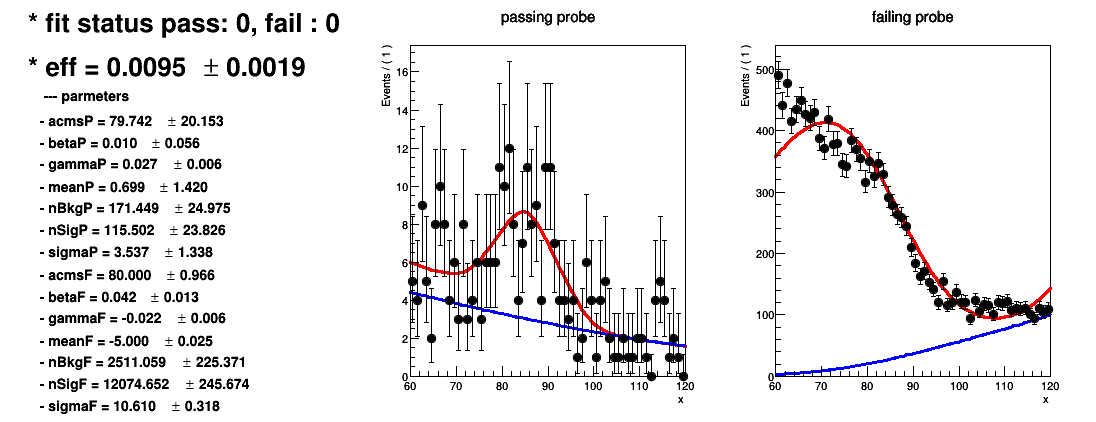 * fit status pass: 0, fail : 0
* eff = 0.0095 ± 0.0019
--- parmeters
- acmsP = 79.742 ± 20.153
- betaP = 0.010 ± 0.056
- gammaP = 0.027 ± 0.006
- meanP = 0.699 ± 1.420
- nBkgP = 171.449 ± 24.975
- nSigP = 115.502 ± 23.826
- sigmaP = 3.537 ± 1.338
- acmsF = 80.000 ± 0.966
- betaF = 0.042 ± 0.013
- gammaF = -0.022 ± 0.006
- meanF = -5.000 ± 0.025
- nBkgF = 2511.059 ± 225.371
- nSigF = 12074.652 ± 245.674
- sigmaF = 10.610 ± 0.318
passing probe
Events / ( 1 )
16
14
12
10
8
6
4
2
0
60 70 80 90 100 110 120
x
failing probe
Events / ( 1 )
500
400
300
200
100
0
60 70 80 90 100 110 120
x